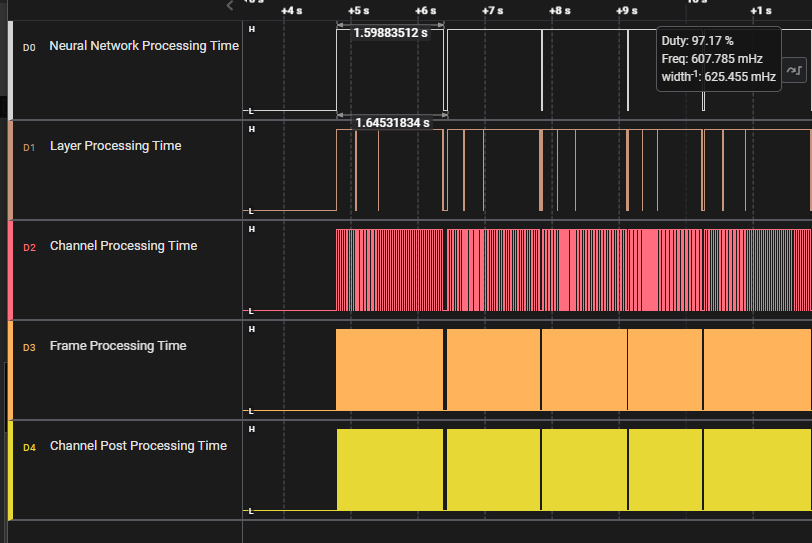 +4 s
+5 s
+6 s
+7 s
+8 s
+9 s
+1 s
D0 Neural Network Processing Time
H
L
1.59883512 s
1.64531834 s
Duty: 97.17 %
Freq: 607.785 mHz
width-1: 625.455 mHz
D1 Layer Processing Time
H
L
D2 Channel Processing Time
H
L
D3 Frame Processing Time
H
L
D4 Channel Post Processing Time
H
L